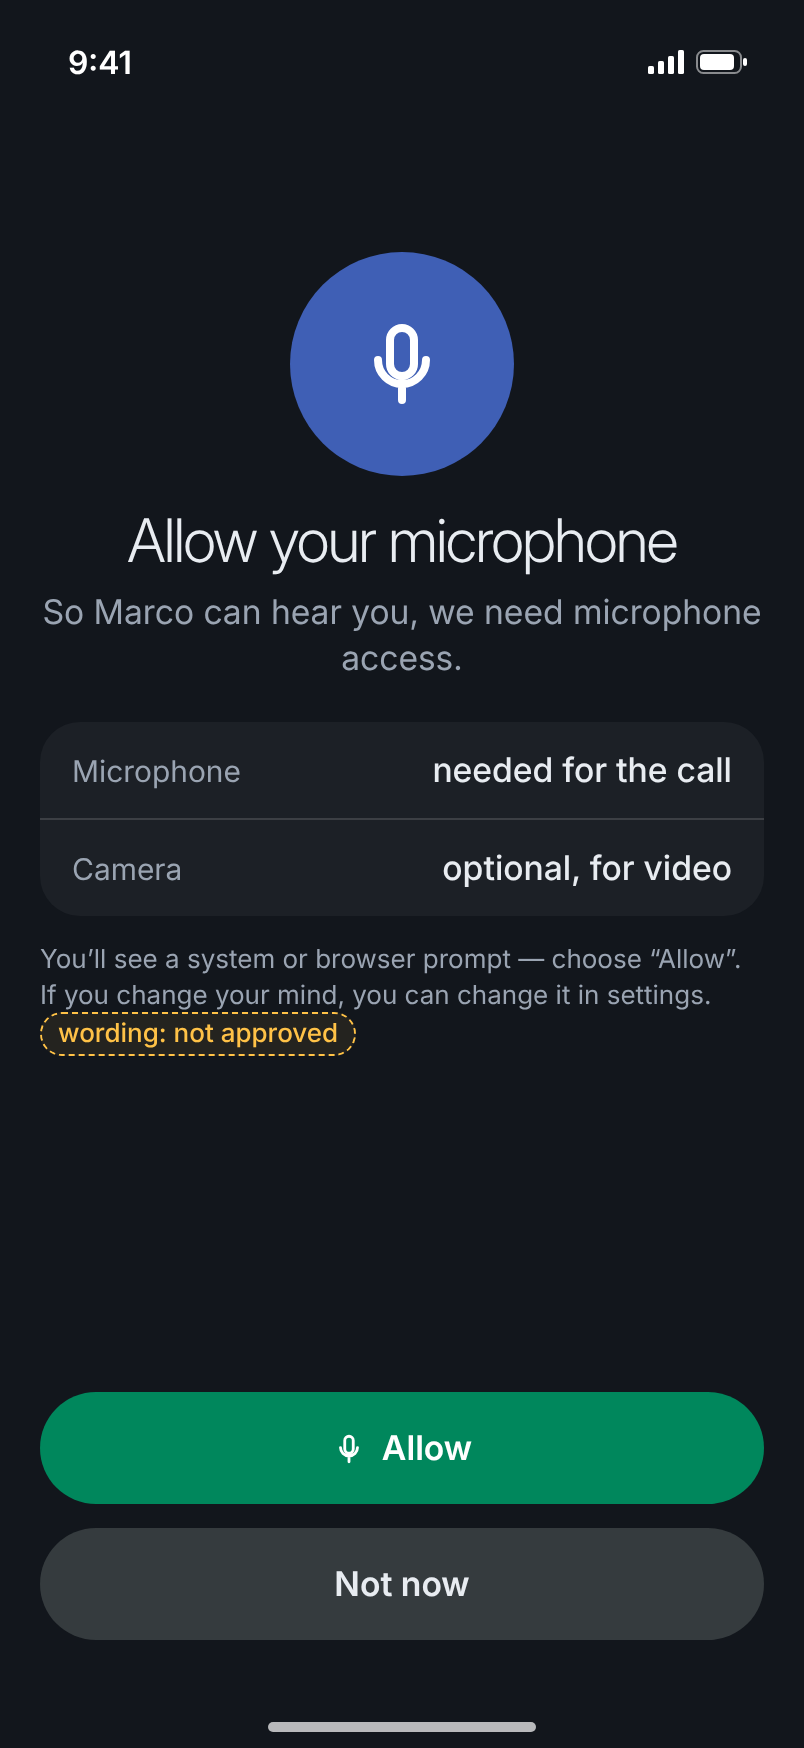 9:41
Allow your microphone
So Marco can hear you, we need microphone
access.
Microphone needed for the call
Camera optional, for video
You’ll see a system or browser prompt — choose “Allow”.
If you change your mind, you can change it in settings.
wording: not approved
Allow
Not now